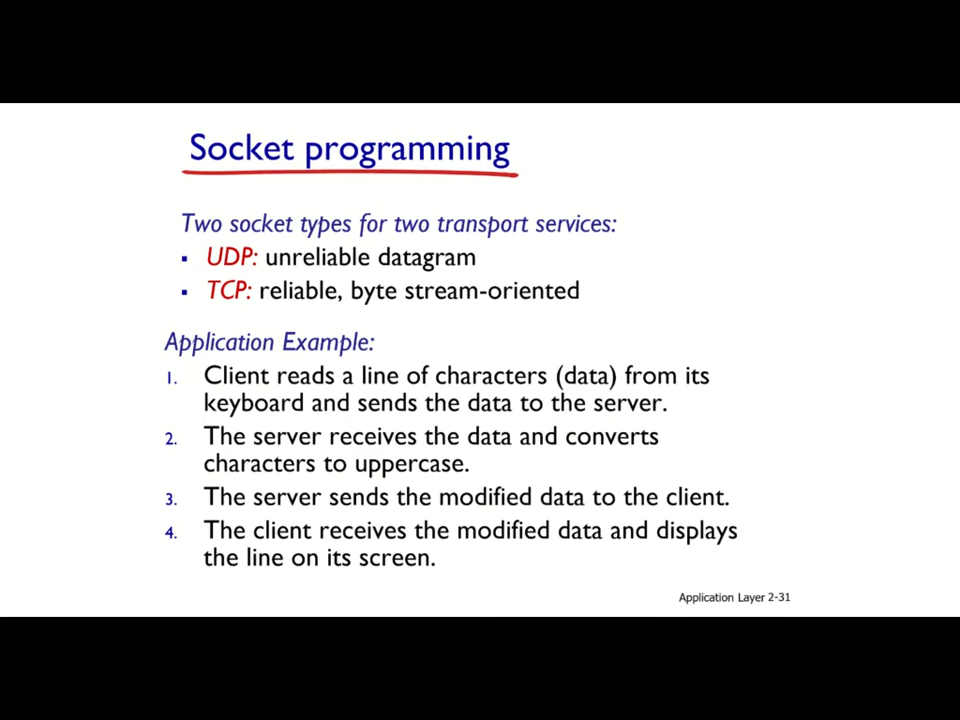 Socket programming
Two socket types for two transport services:
▪ UDP: unreliable datagram
▪ TCP: reliable, byte stream-oriented
Application Example:
1. Client reads a line of characters (data) from its
keyboard and sends the data to the server.
2. The server receives the data and converts
characters to uppercase.
3. The server sends the modified data to the client.
4. The client receives the modified data and displays
the line on its screen.
Application Layer 2-31